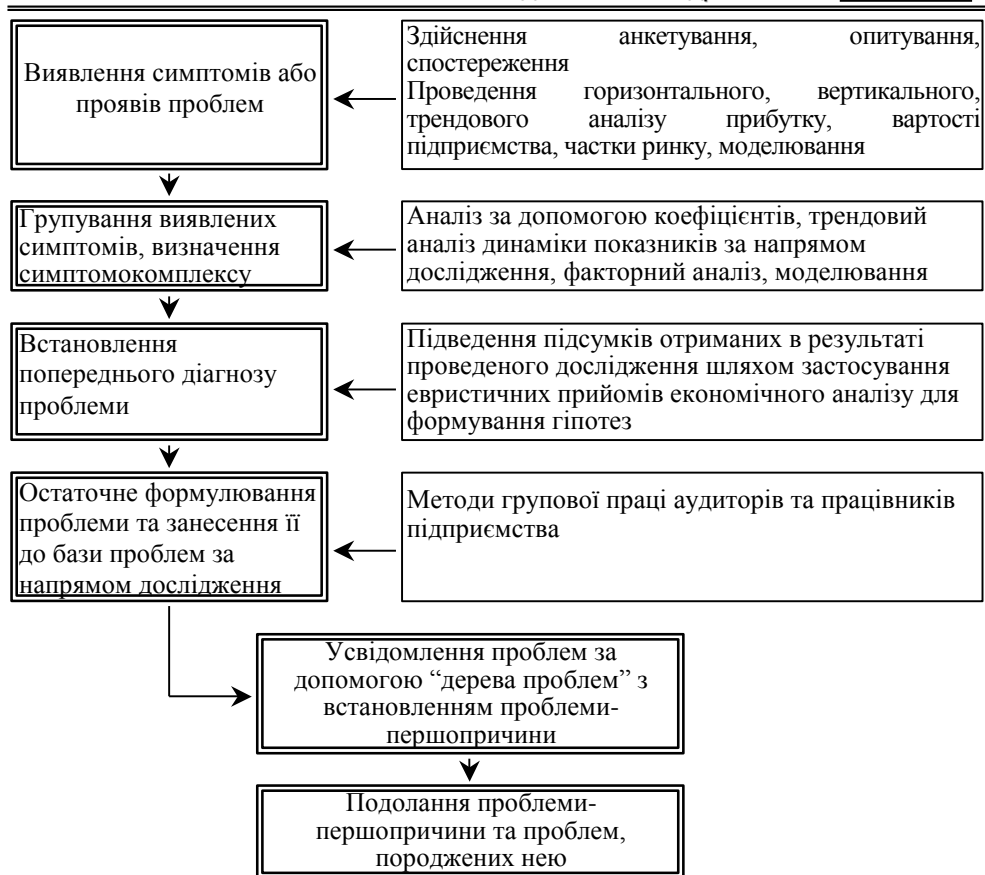 Виявлення симптомів або
проявів проблем
Здійснення анкетування, опитування,
спостереження
Проведення горизонтального, вертикального,
трендового аналізу прибутку, вартості
підприємства, частки ринку, моделювання
Групування виявлених
симптомів, визначення
симптомокомплексу
Аналіз за допомогою коефіцієнтів, трендовий
аналіз динаміки показників за напрямом
дослідження, факторний аналіз, моделювання
Встановлення
попереднього діагнозу
проблеми
Підведення підсумків отриманих в результаті
проведеного дослідження шляхом застосування
евристичних прийомів економічного аналізу для
формування гіпотез
Остаточне формулювання
проблеми та занесення її
до бази проблем за
напрямом дослідження
Методи групової праці аудиторів та працівників
підприємства
Усвідомлення проблем за
допомогою “дерева проблем” з
встановленням проблеми-
першопричини
Подолання проблеми-
першопричини та проблем,
породжених нею